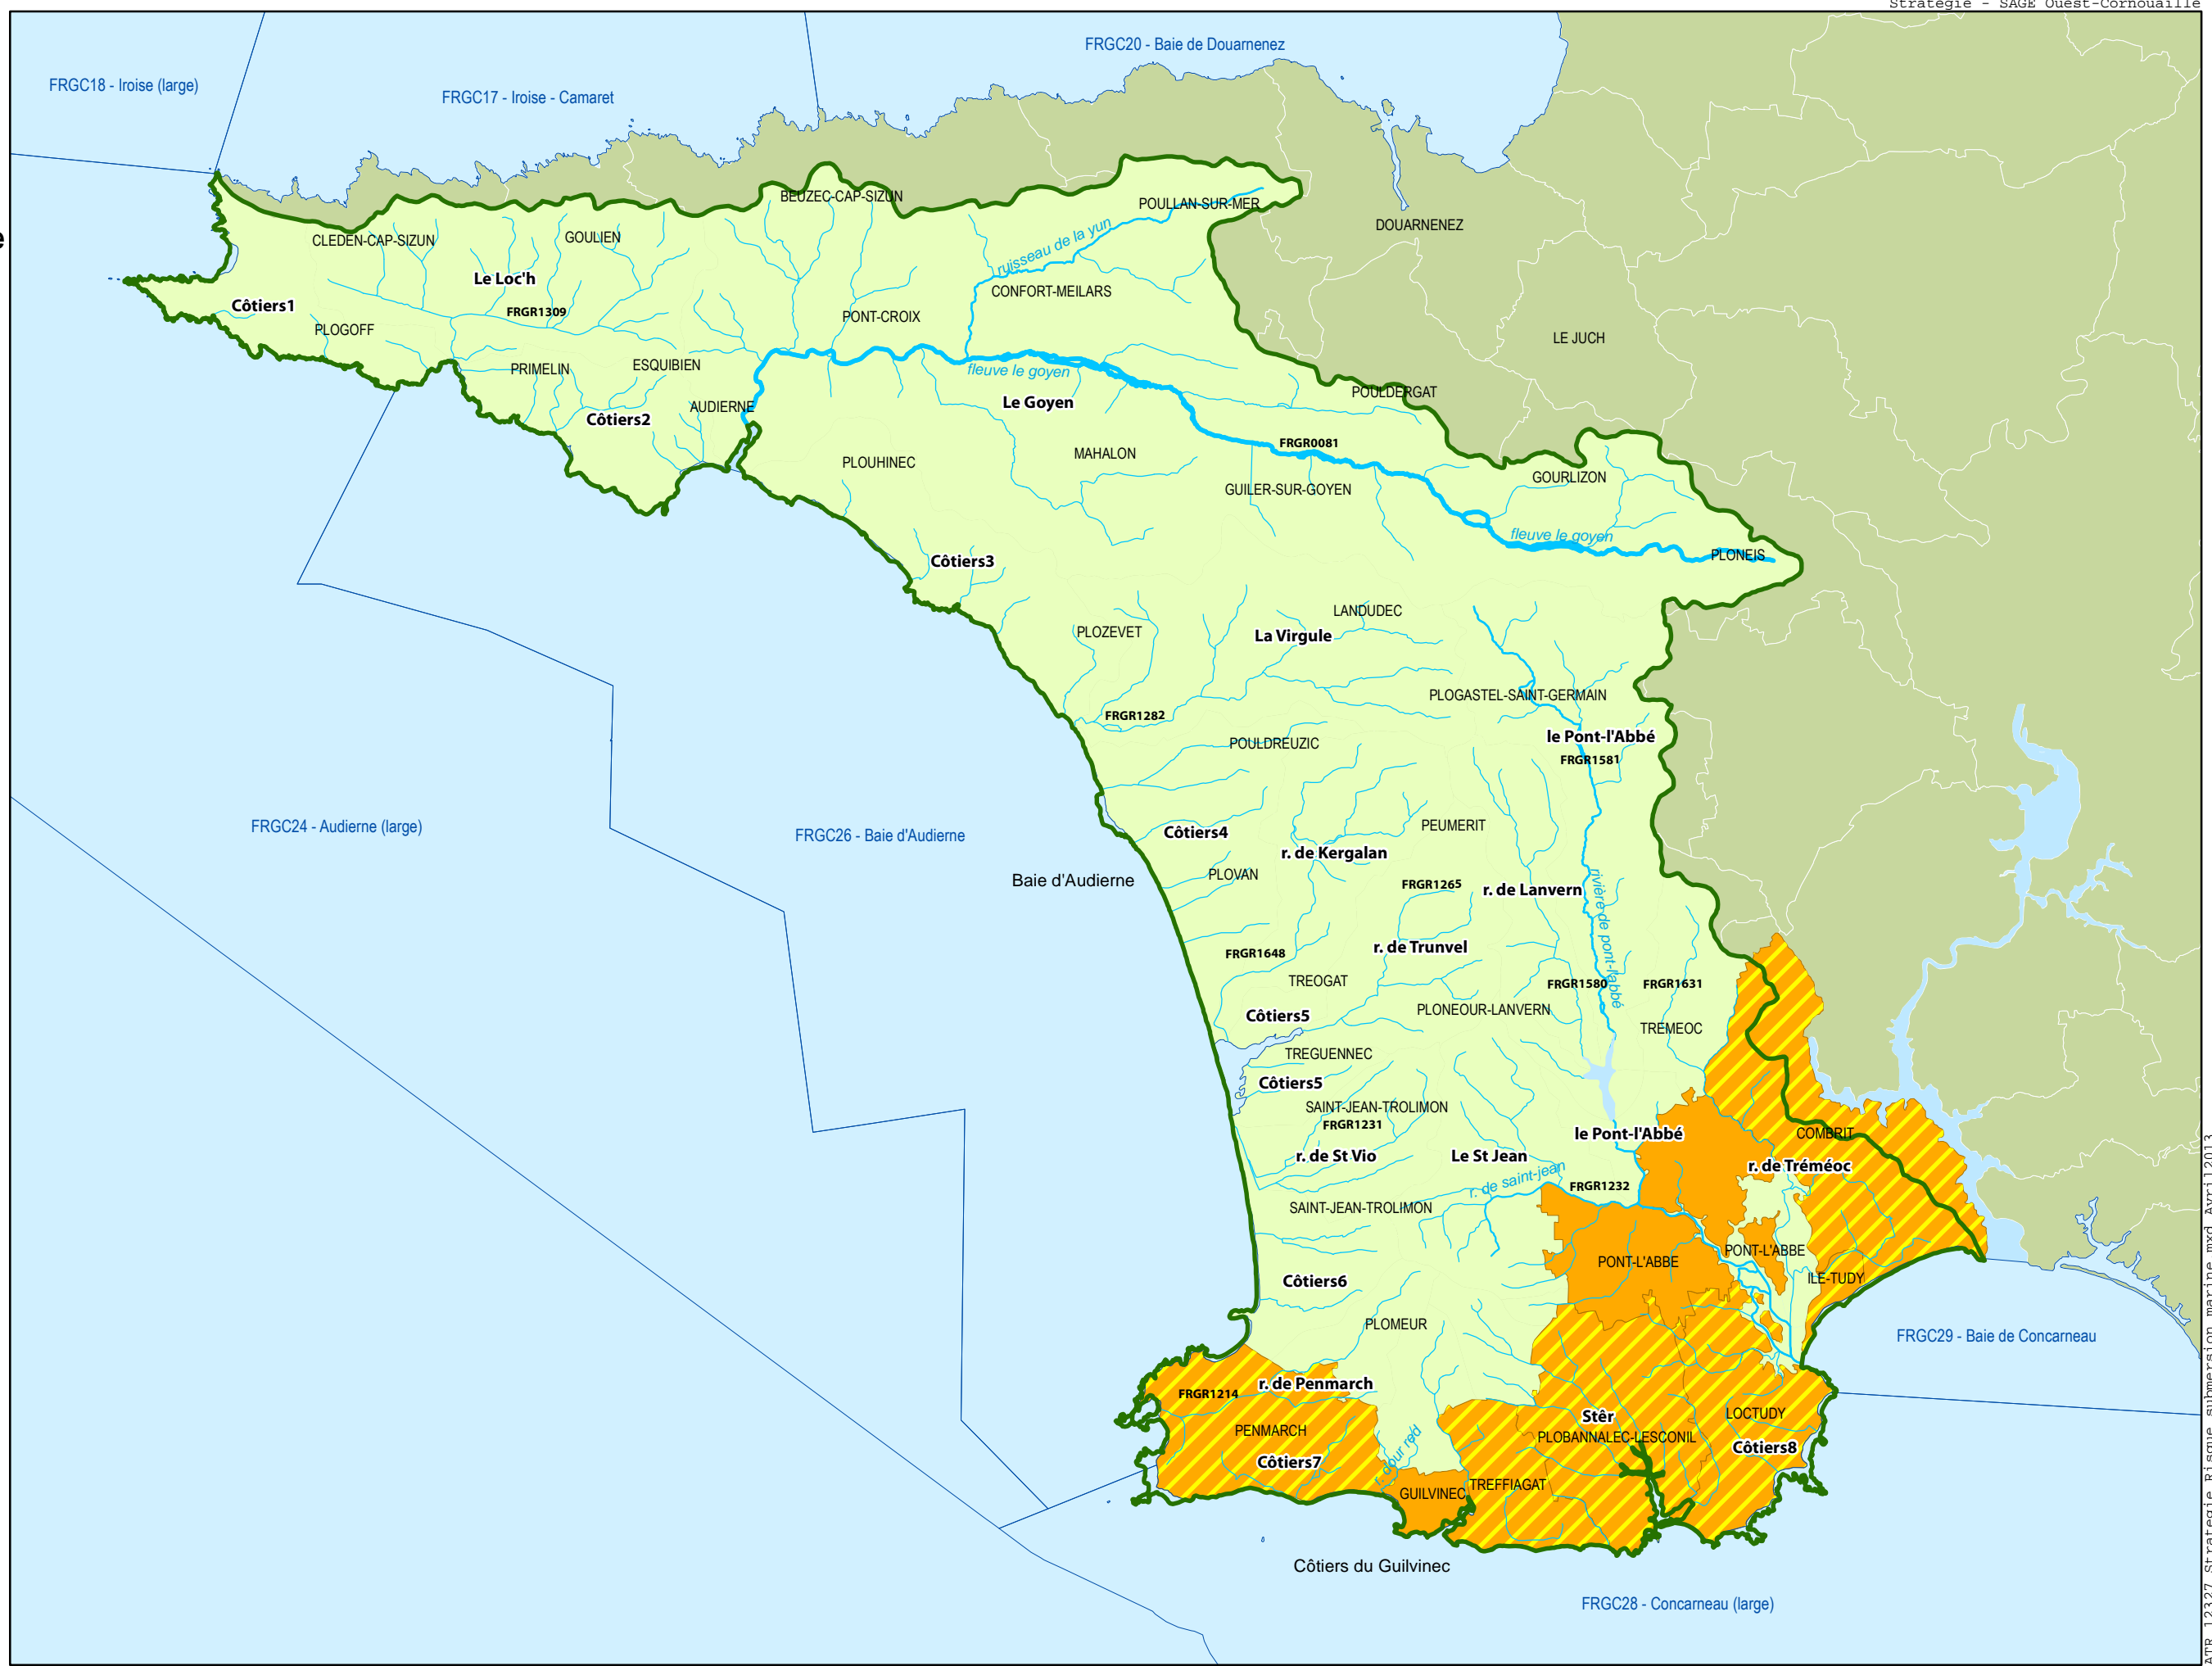 Stratégie - SAGE Ouest-Cornouaille
FRGC20 - Baie de Douarnenez
FRGC18 - Iroise (large)
FRGC17 - Iroise - Camaret
BEUZEC-CAP-SIZUN
POULLAN-SUR-MER
DOUARNENEZ
CLEDEN-CAP-SIZUN
GOULIEN
ruisseau de la yun
Le Loc'h
CONFORT-MEILARS
Côtiers1
FRGR1309
PONT-CROIX
PLOGOFF
LE JUCH
PRIMELIN
ESQUIBIEN
fleuve le goyen
POULDERGAT
Le Goyen
AUDIERNE
Côtiers2
FRGR0081
MAHALON
PLOUHINEC
GOURLIZON
GUILER-SUR-GOYEN
fleuve le goyen
PLONEIS
Côtiers3
LANDUDEC
PLOZEVET
La Virgule
PLOGASTEL-SAINT-GERMAIN
FRGR1282
le Pont-l'Abbé
POULDREUZIC
FRGR1581
FRGC24 - Audierne (large)
FRGC26 - Baie d'Audierne
Côtiers4
PEUMERIT
r. de Kergalan
Baie d'Audierne
PLOVAN
FRGR1265
r. de Lanvern
rivière de pont-l'abbé
r. de Trunvel
FRGR1648
TREOGAT
FRGR1580
FRGR1631
PLONEOUR-LANVERN
Côtiers5
TREMEOC
TREGUENNEC
Côtiers5
SAINT-JEAN-TROLIMON
FRGR1231
le Pont-l'Abbé
COMBRIT
r. de St Vio
Le St Jean
r. de Tréméoc
r. de saint-jean
FRGR1232
SAINT-JEAN-TROLIMON
PONT-L'ABBE
PONT-L'ABBE
Côtiers6
ILE-TUDY
PLOMEUR
FRGC29 - Baie de Concarneau
r. de Penmarch
FRGR1214
Stêr
LOCTUDY
PENMARCH
PLOBANNALEC-LESCONIL
Côtiers8
Côtiers7
r. dour red
TREFFIAGAT
GUILVINEC
Côtiers du Guilvinec
FRGC28 - Concarneau (large)